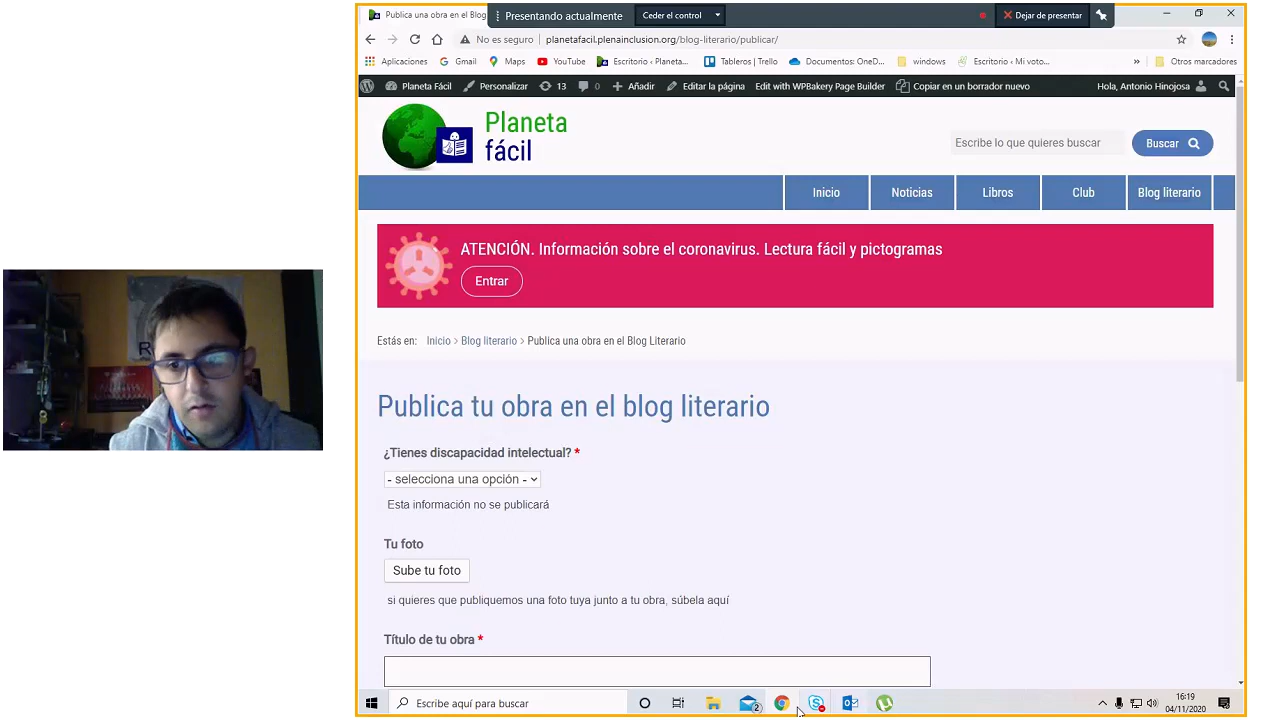 Publica una obra en el Blog
Presentando actualmente
Ceder el control
Dejar de presentar
No es seguro
planetafacil.plenainclusion.org/blog-literario/publicar/
Aplicaciones
Gmail
Maps
YouTube
Escritorio ‹ Planeta...
Tableros | Trello
Documentos: OneD...
windows
Escritorio ‹ Mi voto...
»
Otros marcadores
Planeta Fácil
Personalizar
13
0
Añadir
Editar la página
Edit with WPBakery Page Builder
Copiar en un borrador nuevo
Hola, Antonio Hinojosa
Planeta
fácil
Escribe lo que quieres buscar
Buscar
Inicio
Noticias
Libros
Club
Blog literario
ATENCIÓN. Información sobre el coronavirus. Lectura fácil y pictogramas
Entrar
Estás en: Inicio > Blog literario > Publica una obra en el Blog Literario
Publica tu obra en el blog literario
¿Tienes discapacidad intelectual? *
- selecciona una opción -
Esta información no se publicará
Tu foto
Sube tu foto
si quieres que publiquemos una foto tuya junto a tu obra, súbela aquí
Título de tu obra *
Escribe aquí para buscar
2
16:19
04/11/2020